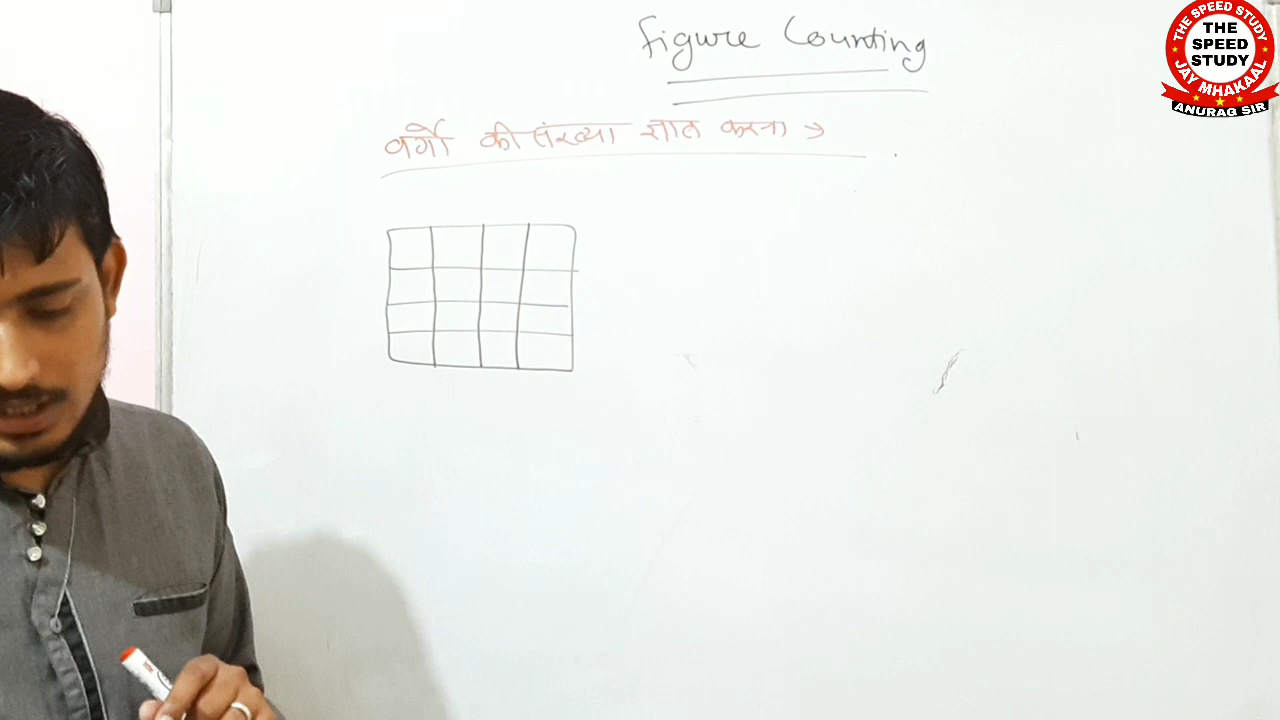 Figure Counting
वर्गो की संख्या ज्ञात करना →
THE SPEED STUDY
THE
SPEED
STUDY
JAY MHAKAAL
ANURAG SIR